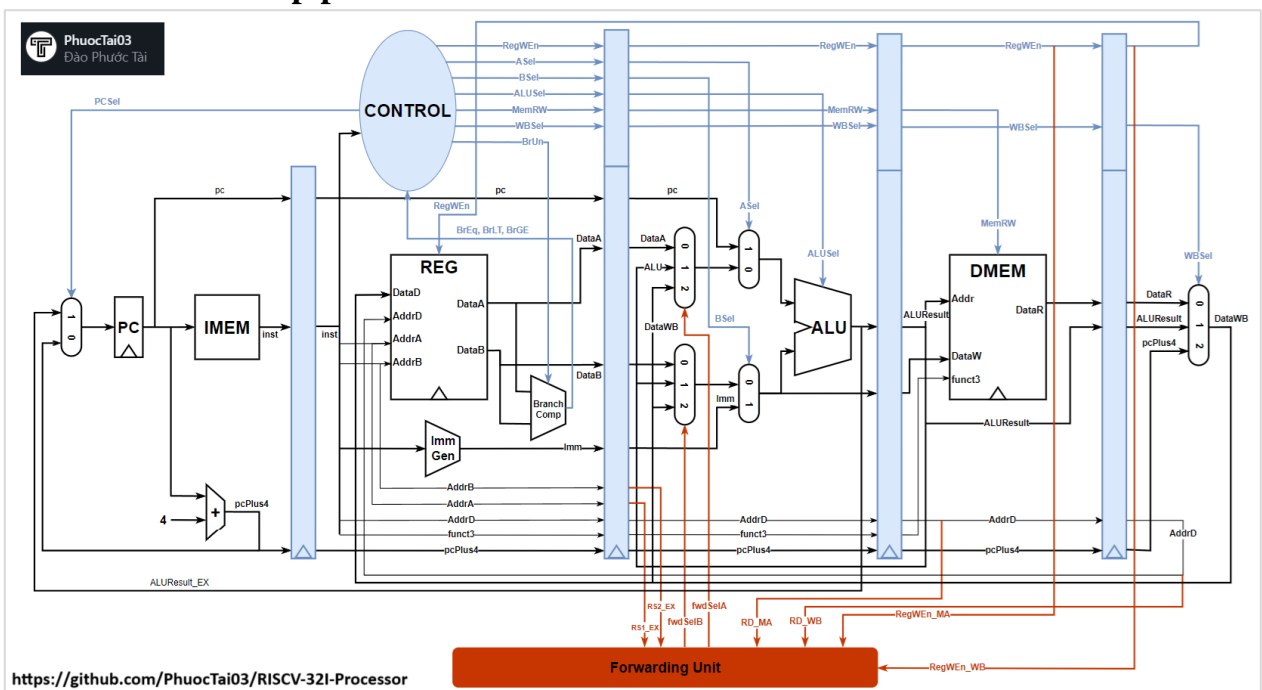 PhuocTai03
Đào Phước Tài
CONTROL
PCSel
RegWEn
ASel
BSel
ALUSel
MemRW
WBSel
BrUn
RegWEn
MemRW
WBSel
RegWEn
WBSel
pc
pc
pc
RegWEn
BrEq, BrLT, BrGE
ASel
ALUSel
MemRW
WBSel
BSel
1
0
PC
IMEM
inst
inst
REG
DataD
AddrD
AddrA
AddrB
DataA
DataB
DataA
DataB
Branch
Comp
Imm
Gen
Imm
DataA
ALU
DataWB
0
1
2
0
1
2
1
0
0
1
Imm
ALU
ALUResult
DMEM
Addr
DataR
DataW
funct3
ALUResult
DataR
ALUResult
pcPlus4
0
1
2
DataWB
4
+
pcPlus4
AddrB
AddrA
AddrD
funct3
pcPlus4
AddrD
funct3
pcPlus4
AddrD
pcPlus4
AddrD
ALUResult_EX
RS2_EX
RS1_EX
fwdSelA
fwdSelB
RD_MA
RD_WB
RegWEn_MA
RegWEn_WB
Forwarding Unit
https://github.com/PhuocTai03/RISCV-32I-Processor